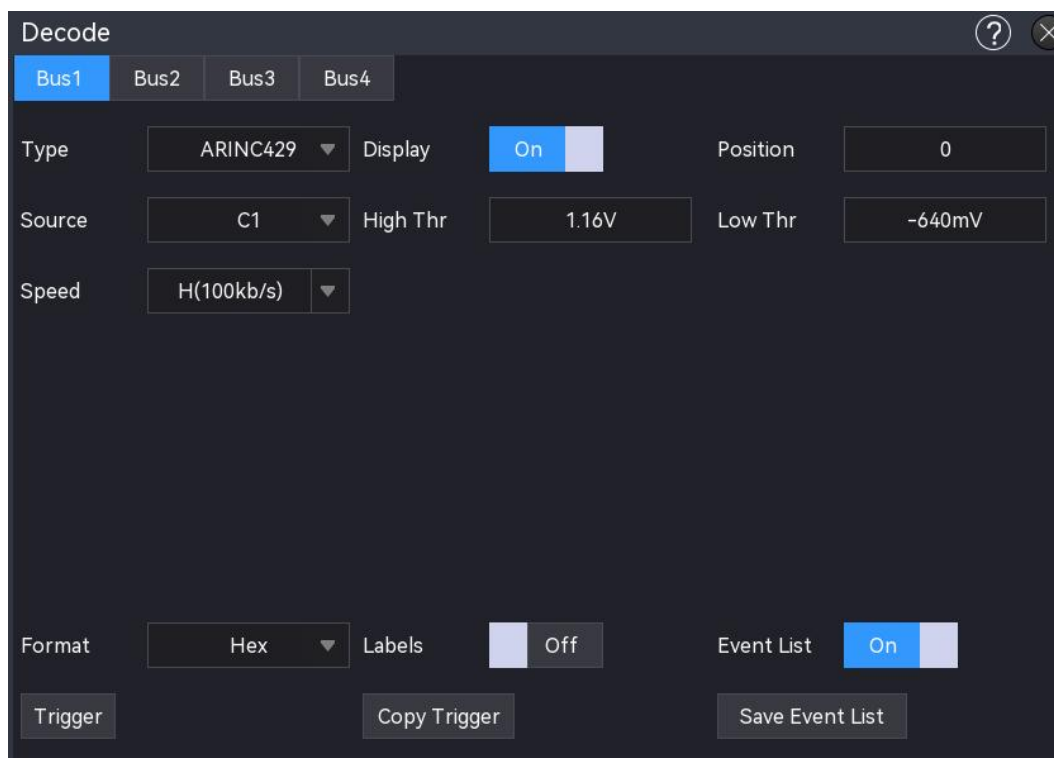 Decode ?
Bus1 Bus2 Bus3 Bus4
Type ARINC429 Display On Position 0
Source C1 High Thr 1.16V Low Thr -640mV
Speed H(100kb/s)
Format Hex Labels Off Event List On
Trigger Copy Trigger Save Event List